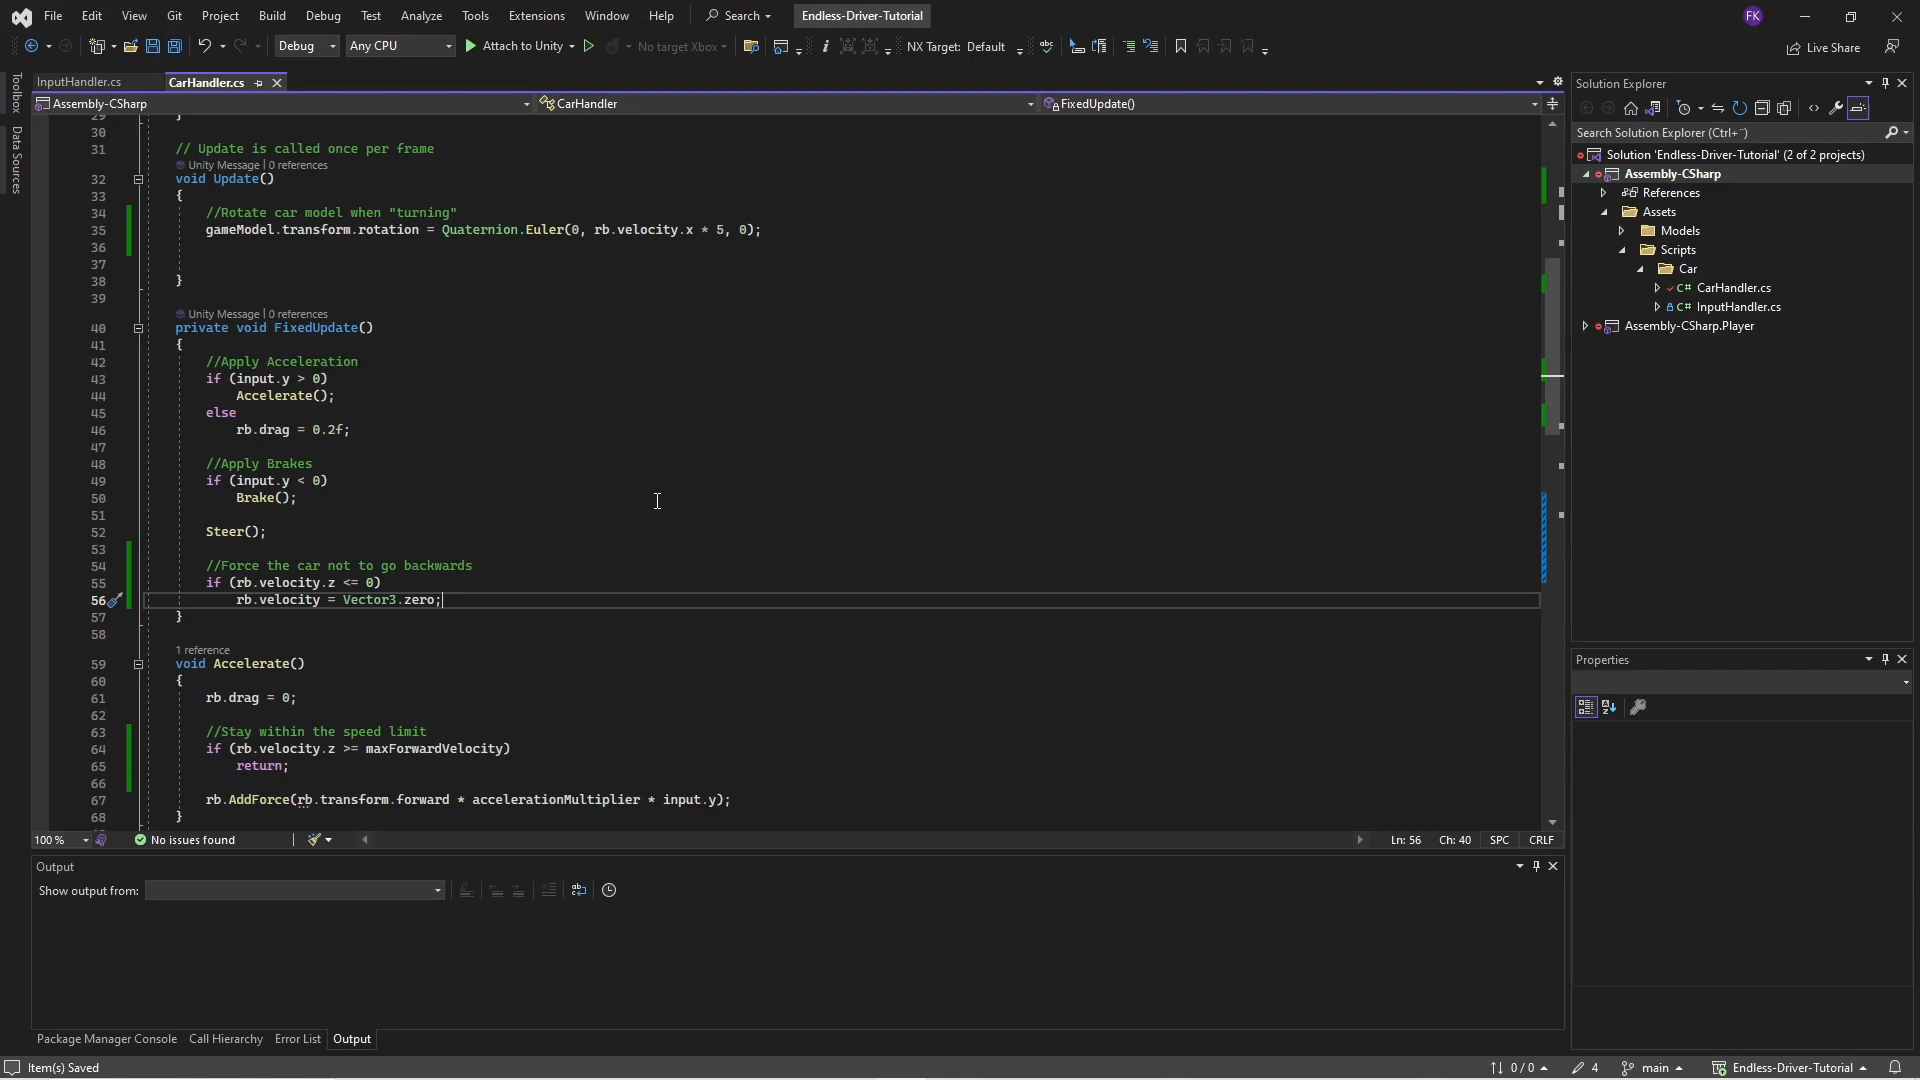 File Edit View Git Project Build Debug Test Analyze Tools Extensions Window Help Search Endless-Driver-Tutorial FK
Debug Any CPU Attach to Unity No target Xbox NX Target: Default Live Share
Toolbox
Data Sources
InputHandler.cs CarHandler.cs
Assembly-CSharp CarHandler FixedUpdate()
29 }
30
31 // Update is called once per frame
Unity Message | 0 references
32 void Update()
33 {
34 //Rotate car model when "turning"
35 gameModel.transform.rotation = Quaternion.Euler(0, rb.velocity.x * 5, 0);
36
37
38 }
39
Unity Message | 0 references
40 private void FixedUpdate()
41 {
42 //Apply Acceleration
43 if (input.y > 0)
44 Accelerate();
45 else
46 rb.drag = 0.2f;
47
48 //Apply Brakes
49 if (input.y < 0)
50 Brake();
51
52 Steer();
53
54 //Force the car not to go backwards
55 if (rb.velocity.z <= 0)
56 rb.velocity = Vector3.zero;
57 }
58
1 reference
59 void Accelerate()
60 {
61 rb.drag = 0;
62
63 //Stay within the speed limit
64 if (rb.velocity.z >= maxForwardVelocity)
65 return;
66
67 rb.AddForce(rb.transform.forward * accelerationMultiplier * input.y);
68 }
100 % No issues found Ln: 56 Ch: 40 SPC CRLF
Output
Show output from:
Package Manager Console Call Hierarchy Error List Output
Solution Explorer
Search Solution Explorer (Ctrl+¨)
Solution 'Endless-Driver-Tutorial' (2 of 2 projects)
Assembly-CSharp
References
Assets
Models
Scripts
Car
C# CarHandler.cs
C# InputHandler.cs
Assembly-CSharp.Player
Properties
Item(s) Saved 0 / 0 4 main Endless-Driver-Tutorial